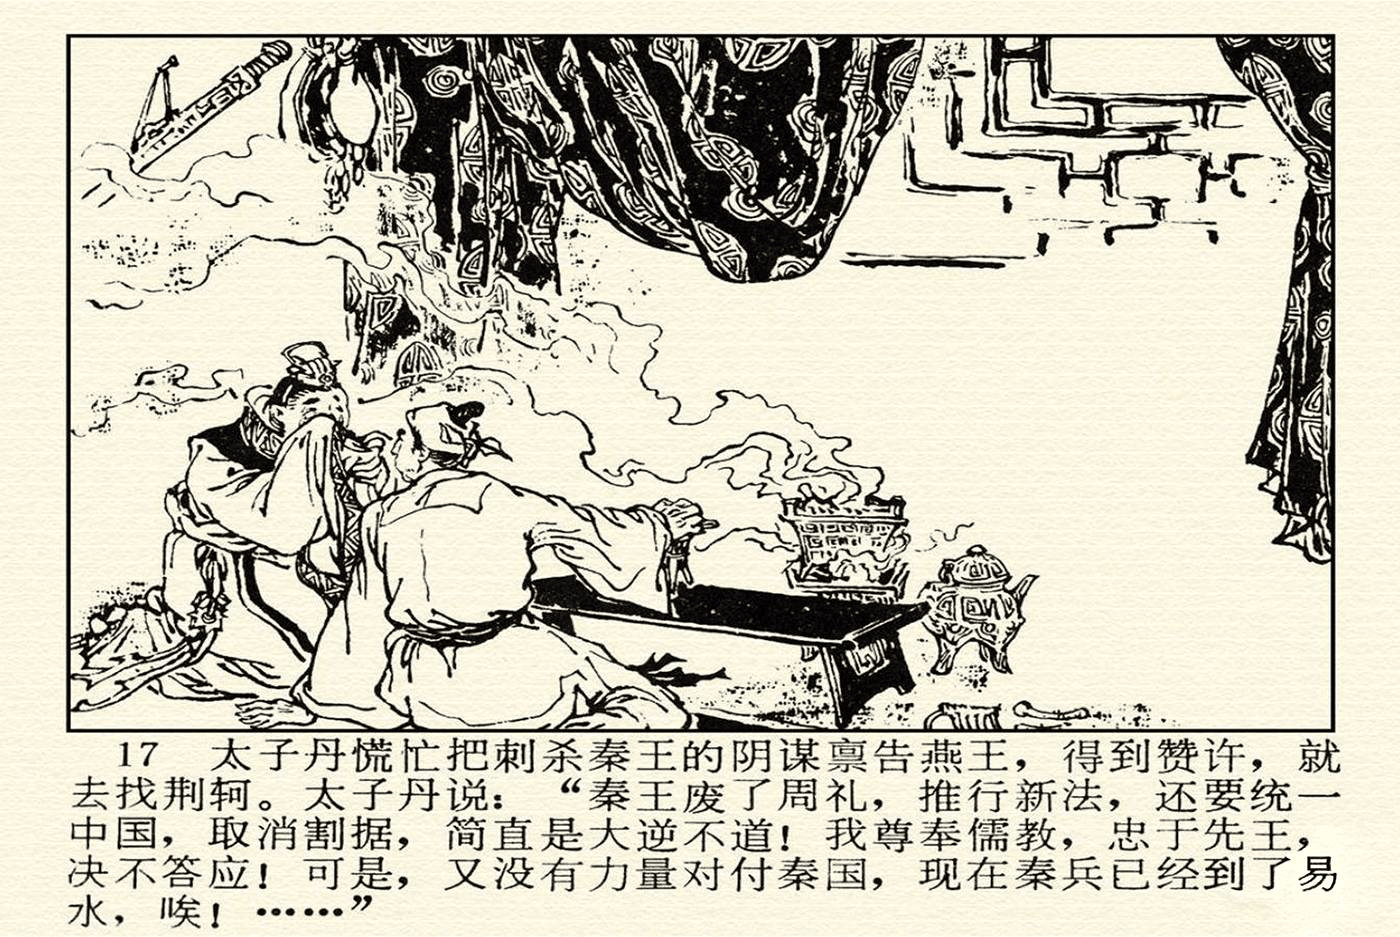 17 太子丹慌忙把刺杀秦王的阴谋禀告燕王，得到赞许，就
去找荆轲。太子丹说：“秦王废了周礼，推行新法，还要统一
中国，取消割据，简直是大逆不道！我尊奉儒教，忠于先王，
决不答应！可是，又没有力量对付秦国，现在秦兵已经到了易
水，唉！……”